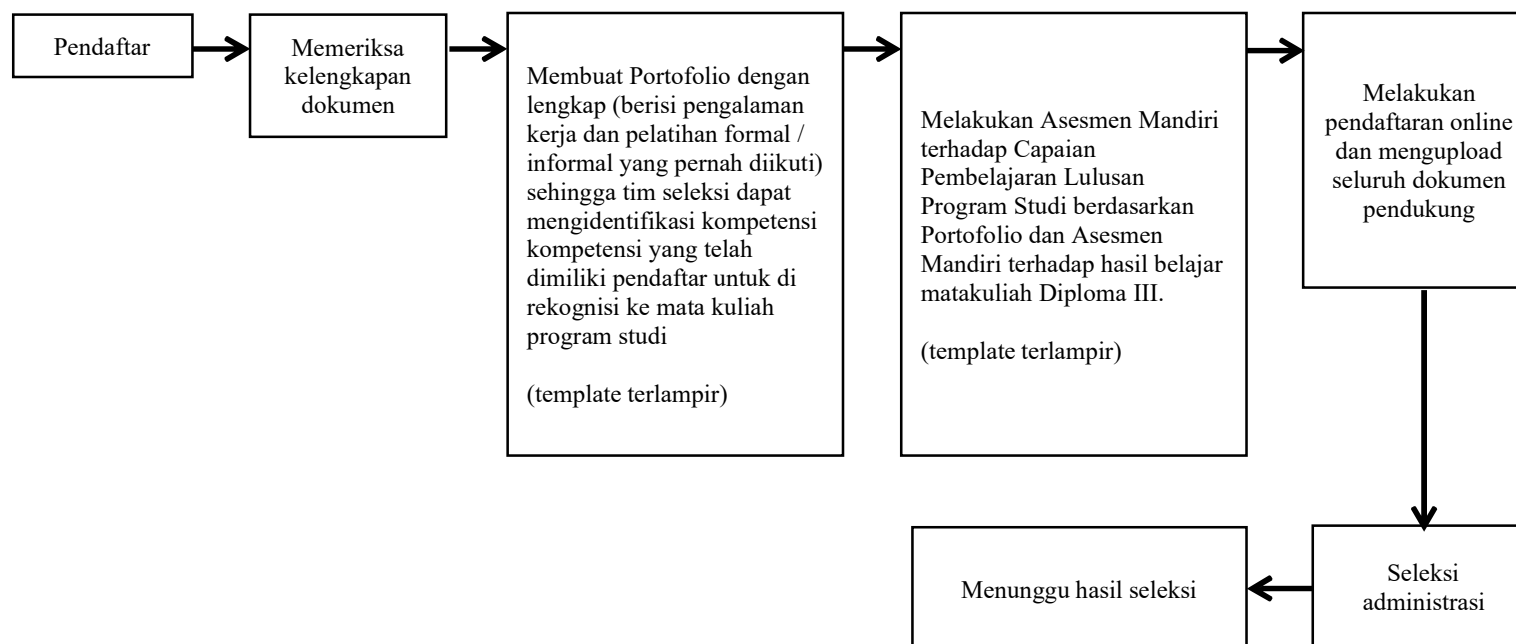 Pendaftar
Memeriksa
kelengkapan
dokumen
Membuat Portofolio dengan
lengkap (berisi pengalaman
kerja dan pelatihan formal /
informal yang pernah diikuti)
sehingga tim seleksi dapat
mengidentifikasi kompetensi
kompetensi yang telah
dimiliki pendaftar untuk di
rekognisi ke mata kuliah
program studi
(template terlampir)
Melakukan Asesmen Mandiri
terhadap Capaian
Pembelajaran Lulusan
Program Studi berdasarkan
Portofolio dan Asesmen
Mandiri terhadap hasil belajar
matakuliah Diploma III.
(template terlampir)
Melakukan
pendaftaran online
dan mengupload
seluruh dokumen
pendukung
Seleksi
administrasi
Menunggu hasil seleksi